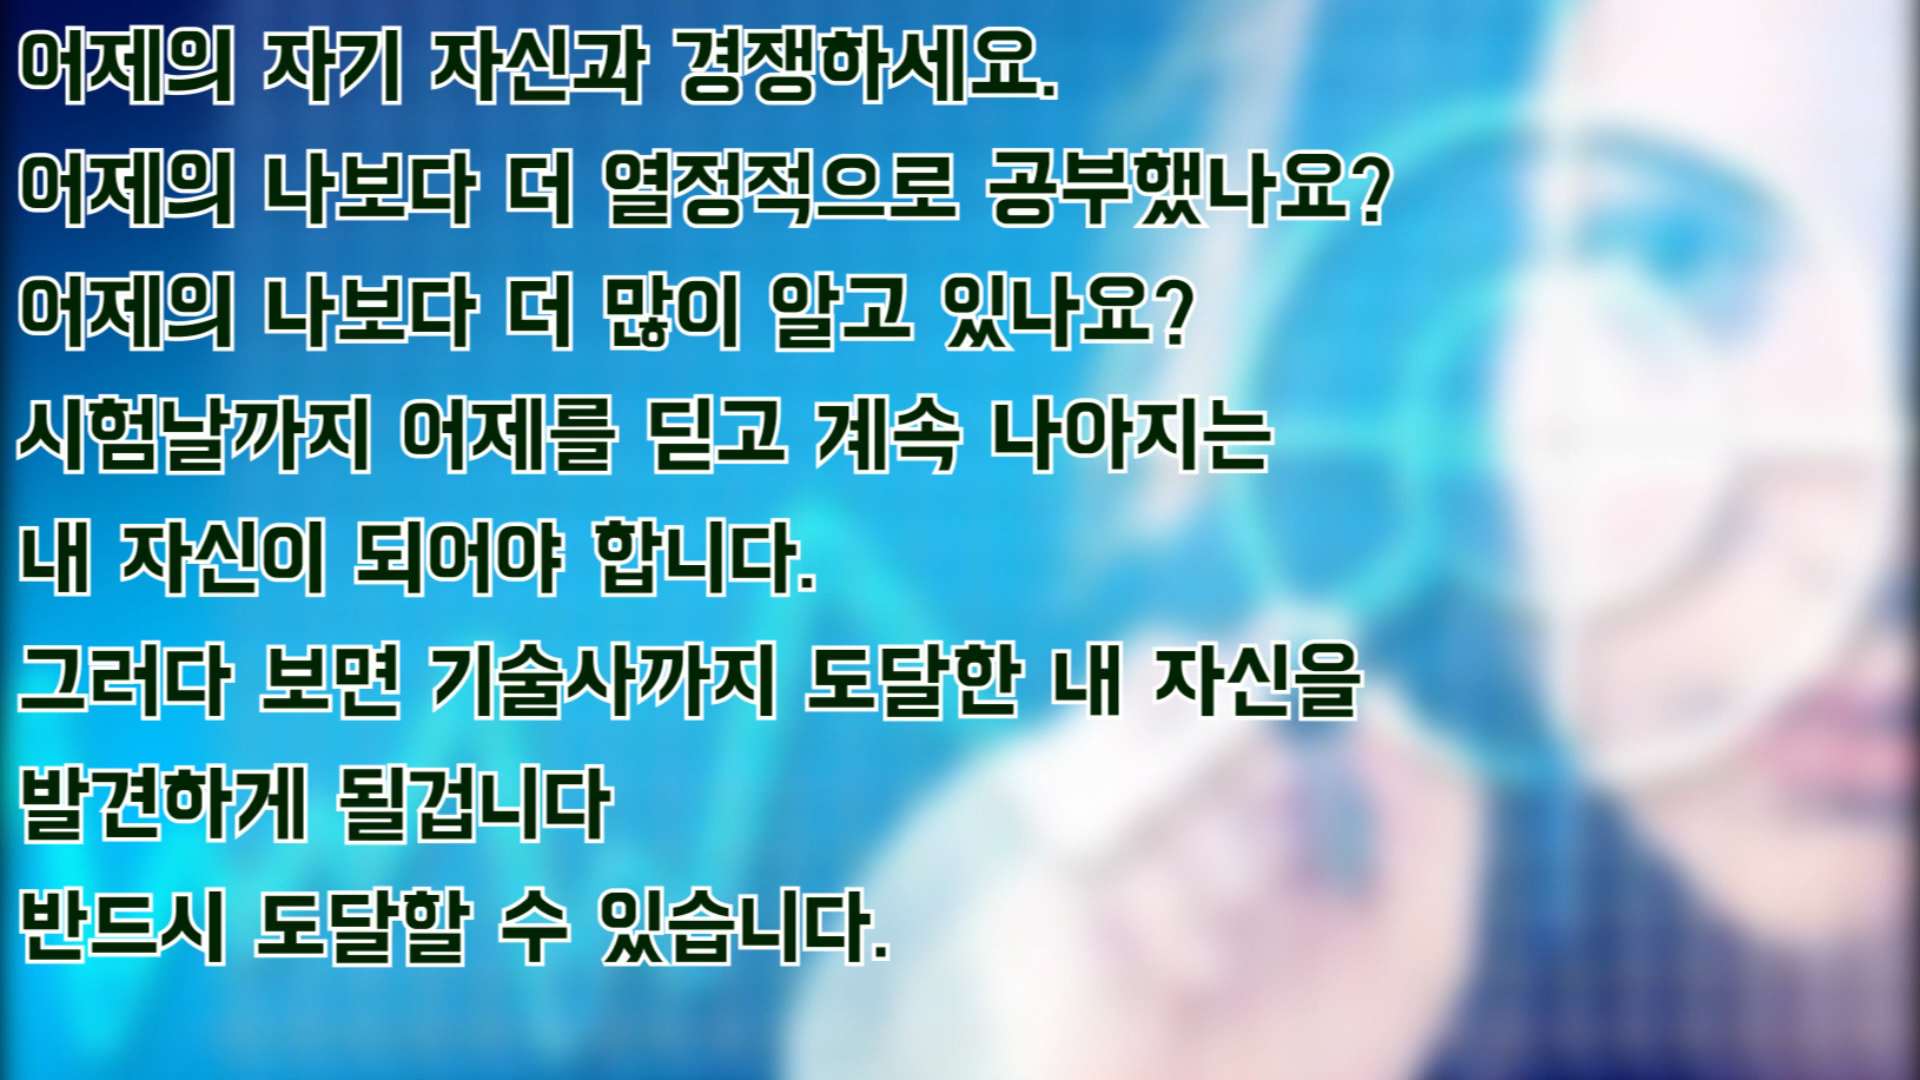 어제의 자기 자신과 경쟁하세요.
어제의 나보다 더 열정적으로 공부했나요?
어제의 나보다 더 많이 알고 있나요?
시험날까지 어제를 딛고 계속 나아지는
내 자신이 되어야 합니다.
그러다 보면 기술사까지 도달한 내 자신을
발견하게 될겁니다
반드시 도달할 수 있습니다.